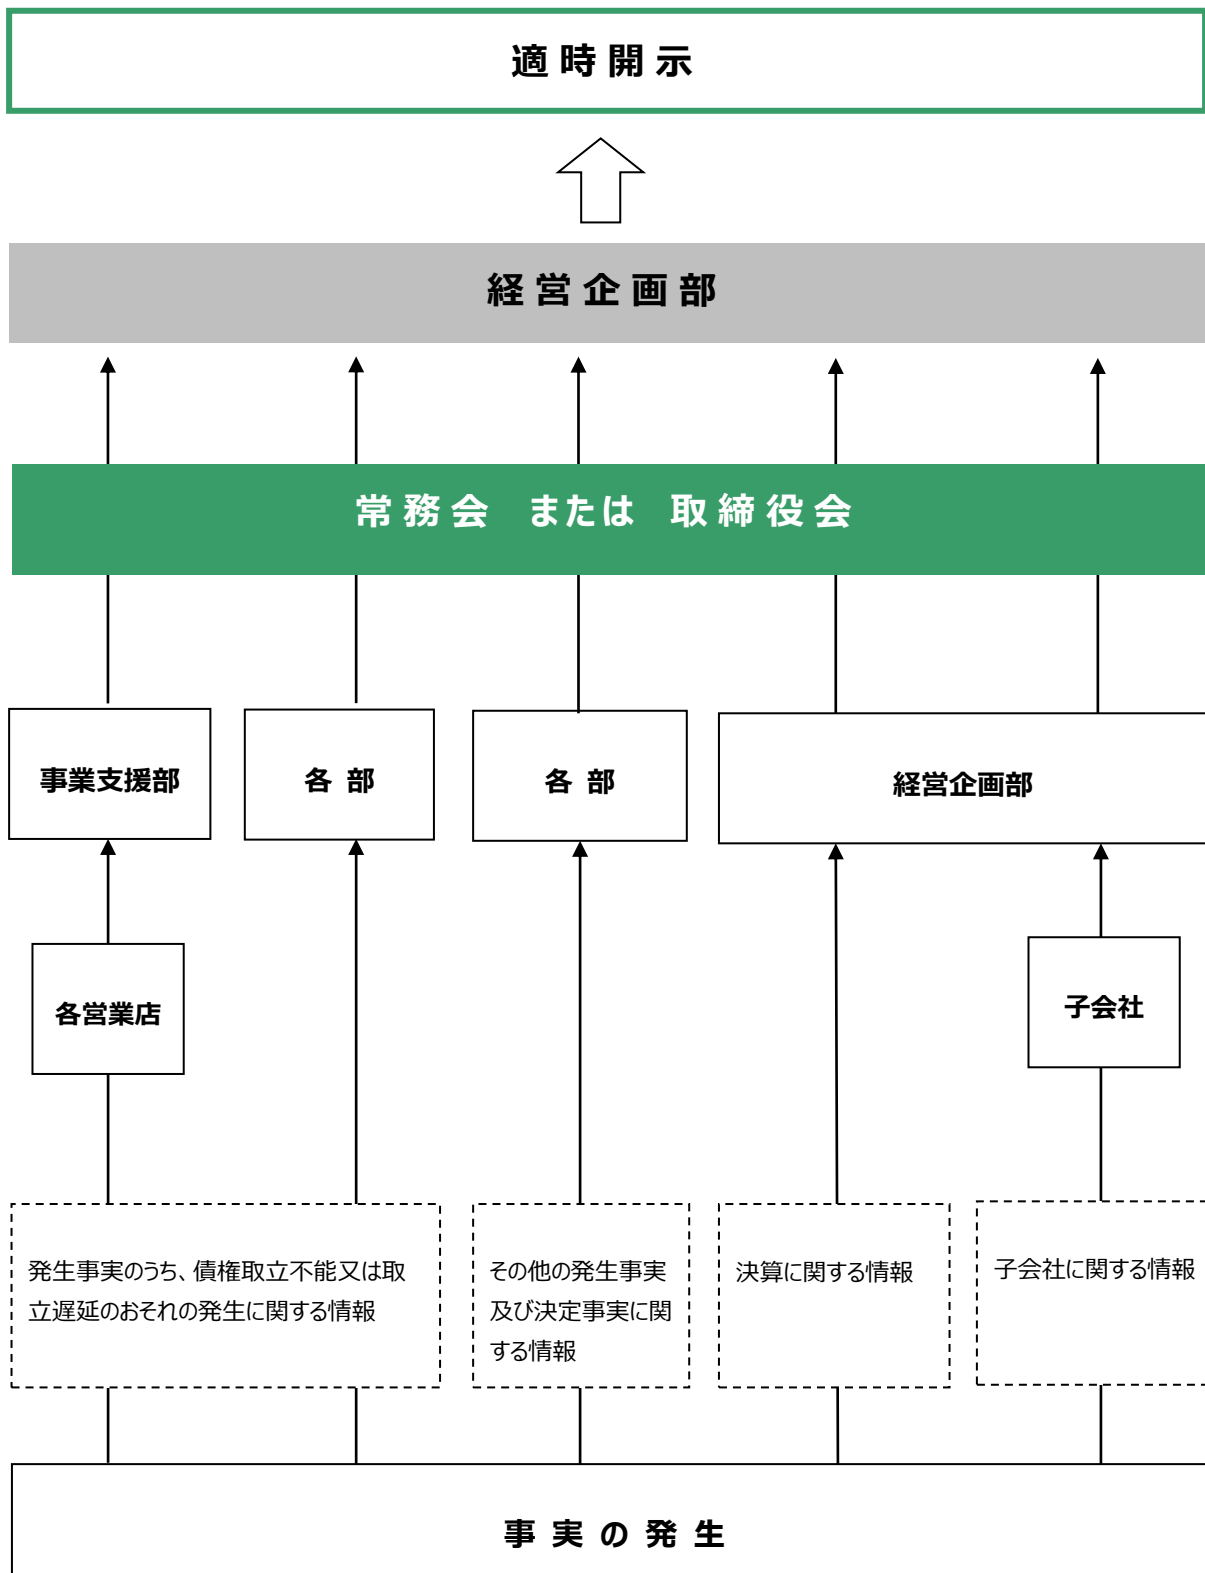 適時開示
経営企画部
常務会　または　取締役会
事業支援部
各 部
各 部
経営企画部
各営業店
子会社
発生事実のうち、債権取立不能又は取
立遅延のおそれの発生に関する情報
その他の発生事実
及び決定事実に関
する情報
決算に関する情報
子会社に関する情報
事 実 の 発 生